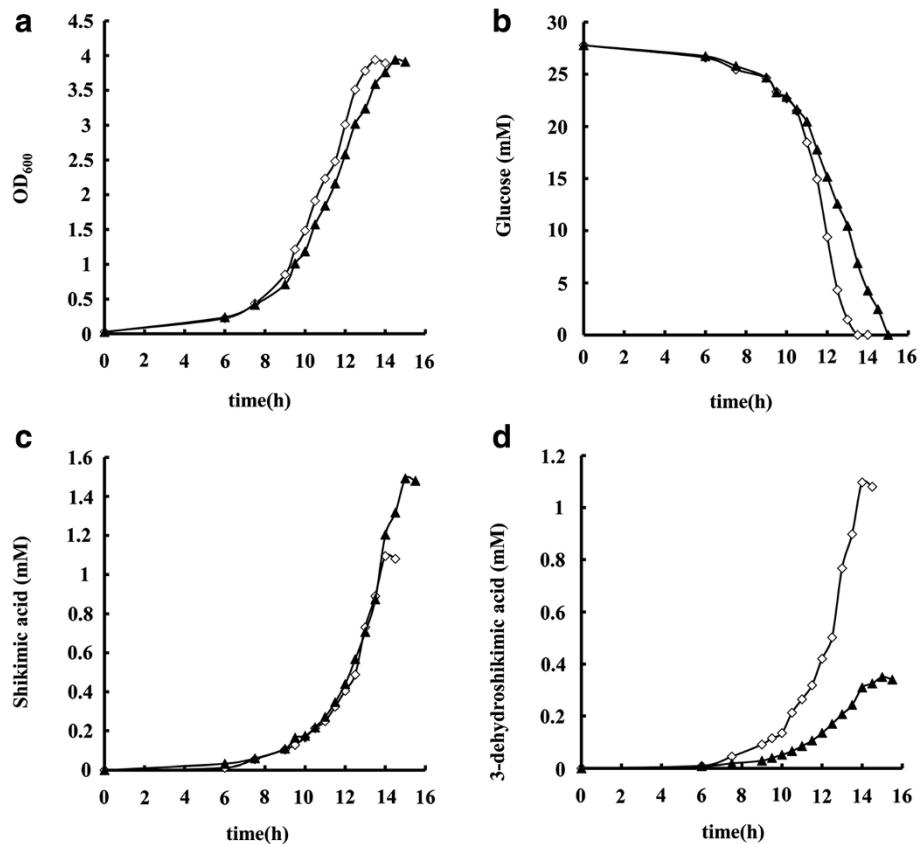 a
4.5
4
3.5
3
2.5
2
1.5
1
0.5
0
OD600
0 2 4 6 8 10 12 14 16
time(h)
b
30
25
20
15
10
5
0
Glucose (mM)
0 2 4 6 8 10 12 14 16
time(h)
c
1.6
1.4
1.2
1
0.8
0.6
0.4
0.2
0
Shikimic acid (mM)
0 2 4 6 8 10 12 14 16
time(h)
d
1.2
1
0.8
0.6
0.4
0.2
0
3-dehydroshikimic acid (mM)
0 2 4 6 8 10 12 14 16
time(h)